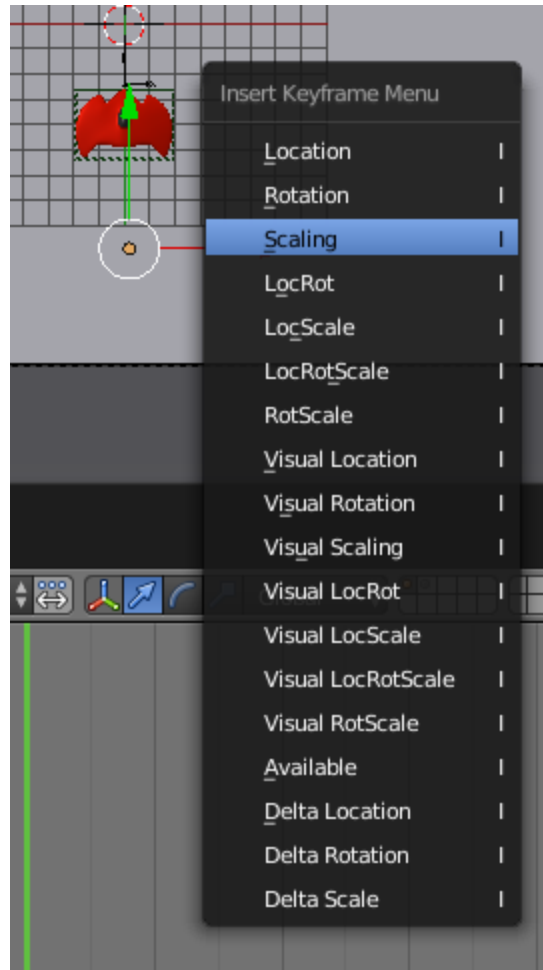 Insert Keyframe Menu
Location I
Rotation I
Scaling I
LocRot I
LocScale I
LocRotScale I
RotScale I
Visual Location I
Visual Rotation I
Visual Scaling I
Visual LocRot I
Visual LocScale I
Visual LocRotScale I
Visual RotScale I
Available I
Delta Location I
Delta Rotation I
Delta Scale I